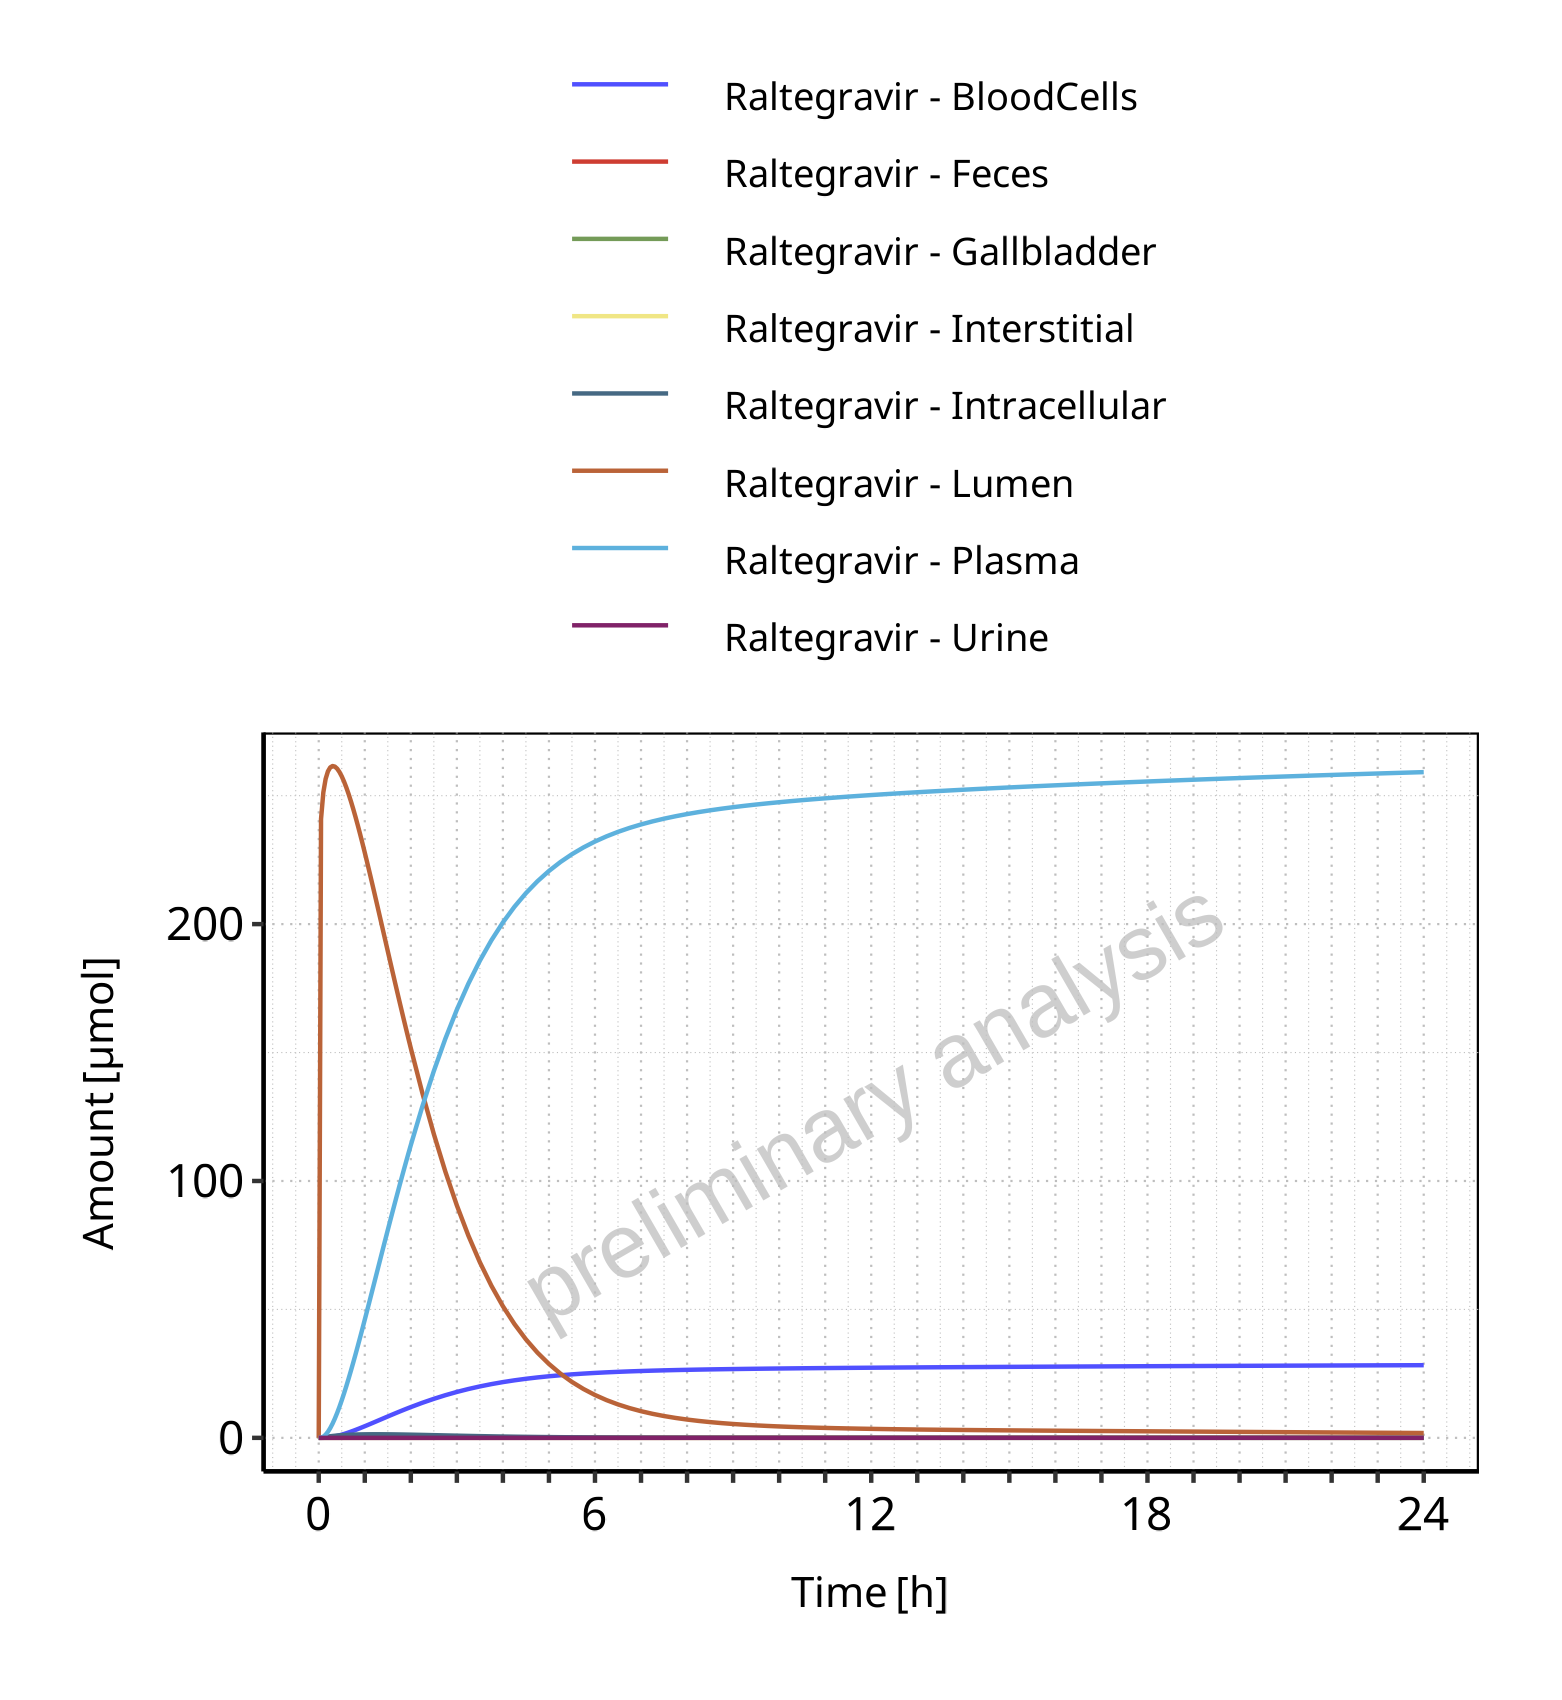 Raltegravir - BloodCells
Raltegravir - Feces
Raltegravir - Gallbladder
Raltegravir - Interstitial
Raltegravir - Intracellular
Raltegravir - Lumen
Raltegravir - Plasma
Raltegravir - Urine
200
100
0
Amount [µmol]
preliminary analysis
0 6 12 18 24
Time [h]